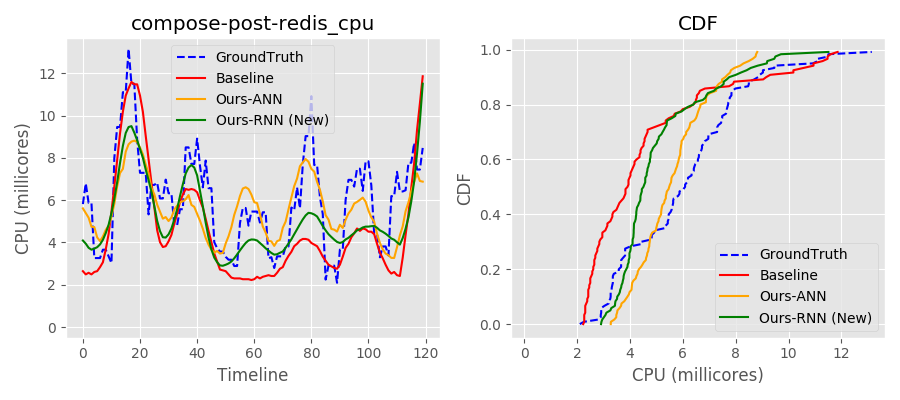 compose-post-redis_cpu
CPU (millicores)
12
10
8
6
4
2
0
0
20
40
60
80
100
120
Timeline
GroundTruth
Baseline
Ours-ANN
Ours-RNN (New)
CDF
CDF
1.0
0.8
0.6
0.4
0.2
0.0
0
2
4
6
8
10
12
CPU (millicores)
GroundTruth
Baseline
Ours-ANN
Ours-RNN (New)